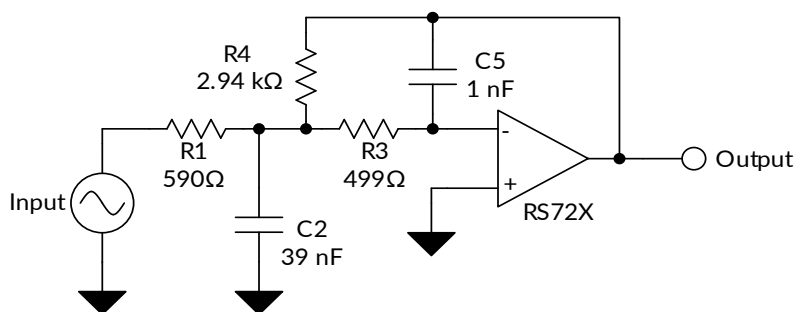 R4
2.94 kΩ
C5
1 nF
R1
590Ω
R3
499Ω
-
+
RS72X
Output
Input
C2
39 nF